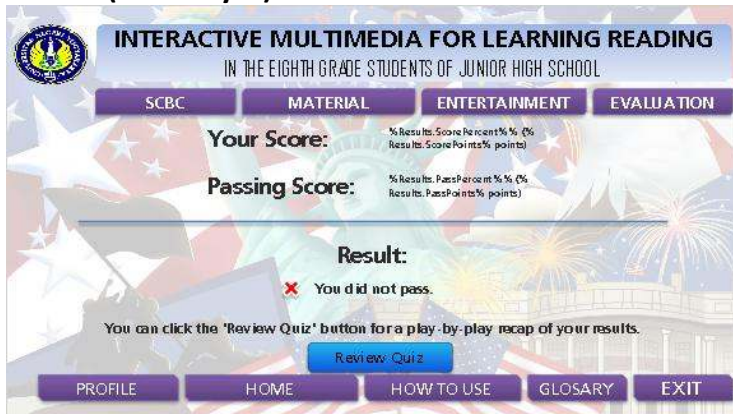 INTERACTIVE MULTIMEDIA FOR LEARNING READING
IN THE EIGHTH GRADE STUDENTS OF JUNIOR HIGH SCHOOL
SCBC MATERIAL ENTERTAINMENT EVALUATION
Your Score: %Results.ScorePercent%% (%
Results.ScorePoints% points)
Passing Score: %Results.PassPercent%% (%
Results.PassPoints% points)
Result:
You did not pass.
You can click the 'Review Quiz' button for a play-by-play recap of your results.
Review Quiz
PROFILE HOME HOW TO USE GLOSARY EXIT